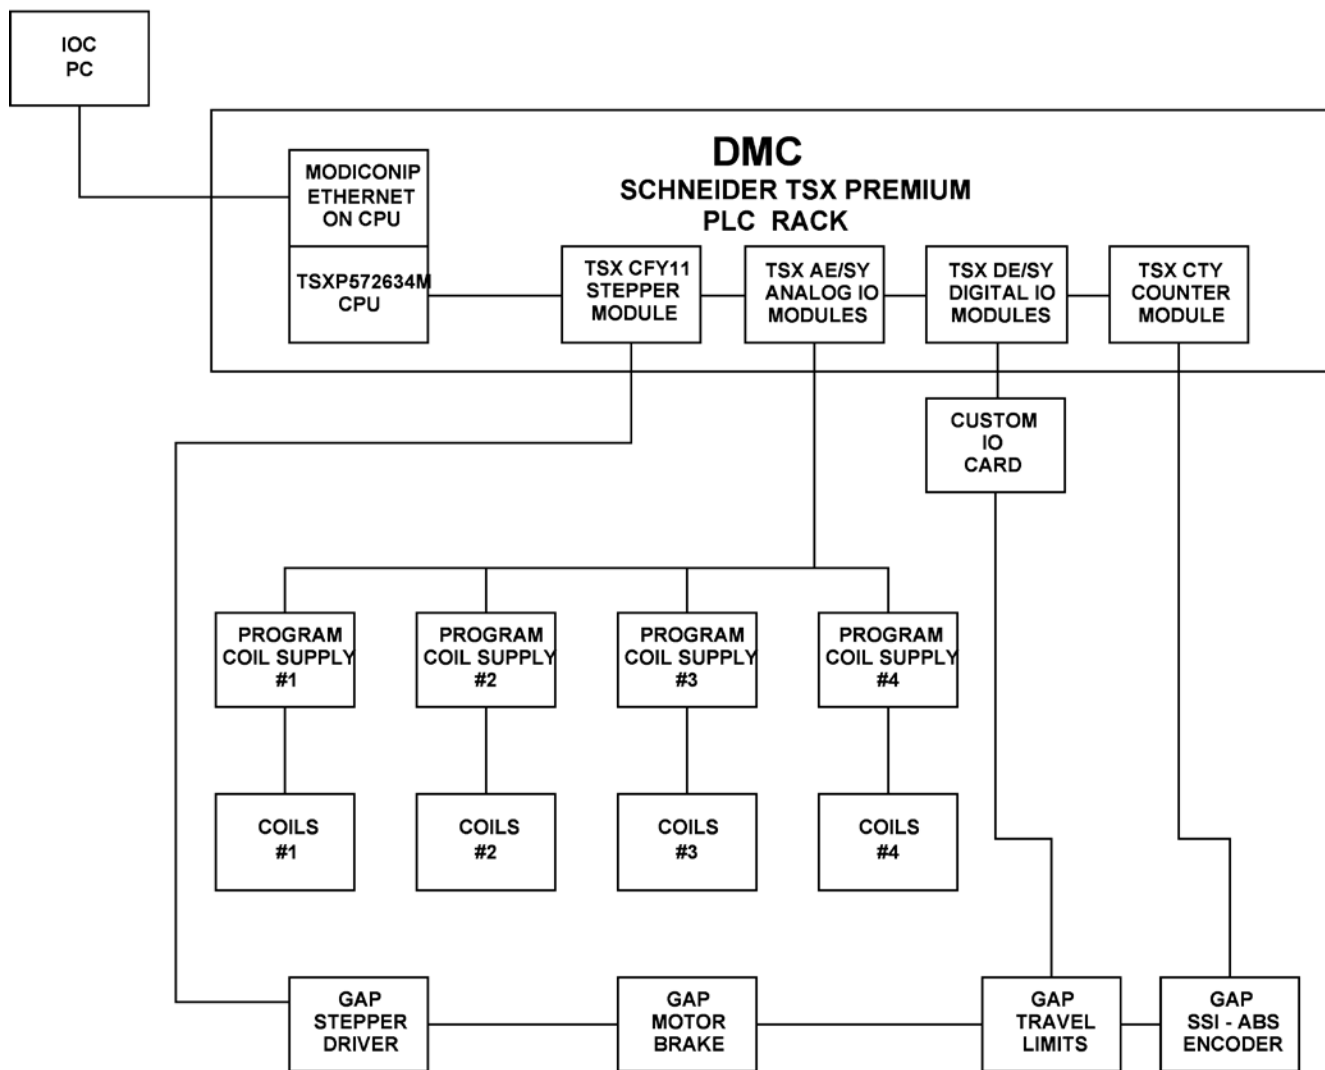 IOC
PC
DMC
SCHNEIDER TSX PREMIUM
PLC RACK
MODICONIP
ETHERNET
ON CPU
TSXP572634M
CPU
TSX CFY11
STEPPER
MODULE
TSX AE/SY
ANALOG IO
MODULES
TSX DE/SY
DIGITAL IO
MODULES
TSX CTY
COUNTER
MODULE
CUSTOM
IO
CARD
PROGRAM
COIL SUPPLY
#1
PROGRAM
COIL SUPPLY
#2
PROGRAM
COIL SUPPLY
#3
PROGRAM
COIL SUPPLY
#4
COILS
#1
COILS
#2
COILS
#3
COILS
#4
GAP
STEPPER
DRIVER
GAP
MOTOR
BRAKE
GAP
TRAVEL
LIMITS
GAP
SSI - ABS
ENCODER